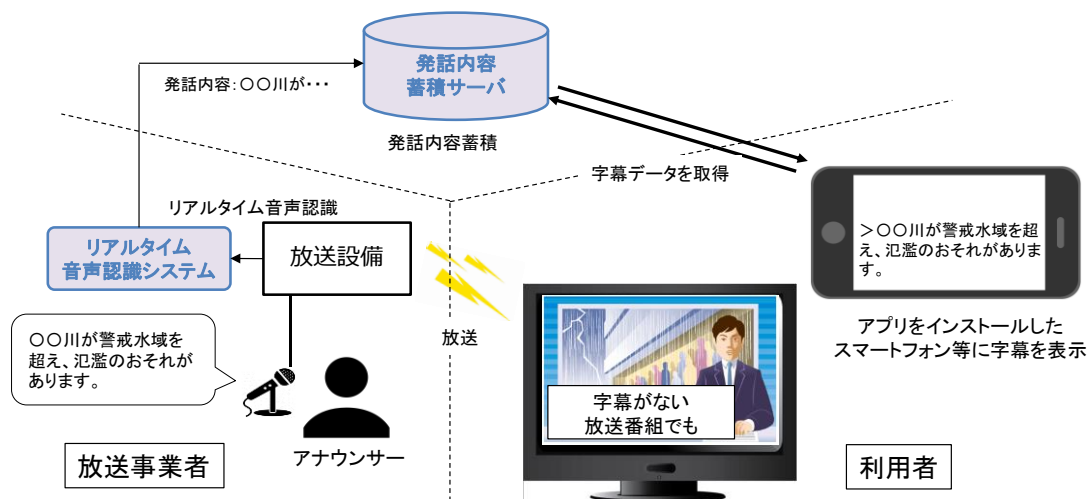 発話内容:〇〇川が・・・
発話内容
蓄積サーバ
発話内容蓄積
字幕データを取得
リアルタイム音声認識
リアルタイム
音声認識システム
放送設備
〇〇川が警戒水域を
超え、氾濫のおそれが
あります。
アナウンサー
放送事業者
放送
字幕がない
放送番組でも
>〇〇川が警戒水域を超
え、氾濫のおそれがありま
す。
アプリをインストールした
スマートフォン等に字幕を表示
利用者